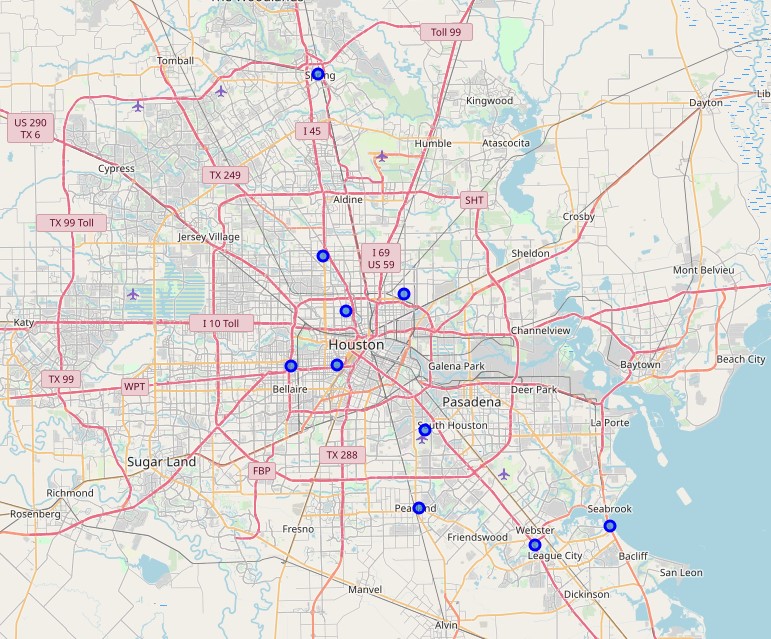 The Woodlands
Toll 99
Tomball
Spring
Kingwood
Dayton
Lib
US 290
TX 6
I 45
Humble
Atascocita
Cypress
TX 249
Aldine
SHT
TX 99 Toll
Crosby
Jersey Village
I 69
US 59
Sheldon
Mont Belvieu
Katy
I 10 Toll
Channelview
Houston
Beach City
Galena Park
Baytown
TX 99
WPT
Bellaire
Deer Park
Pasadena
La Porte
South Houston
TX 288
Sugar Land
FBP
Richmond
Rosenberg
Pearland
Seabrook
Fresno
Webster
Friendswood
League City
Bacliff
San Leon
Manvel
Dickinson
Alvin